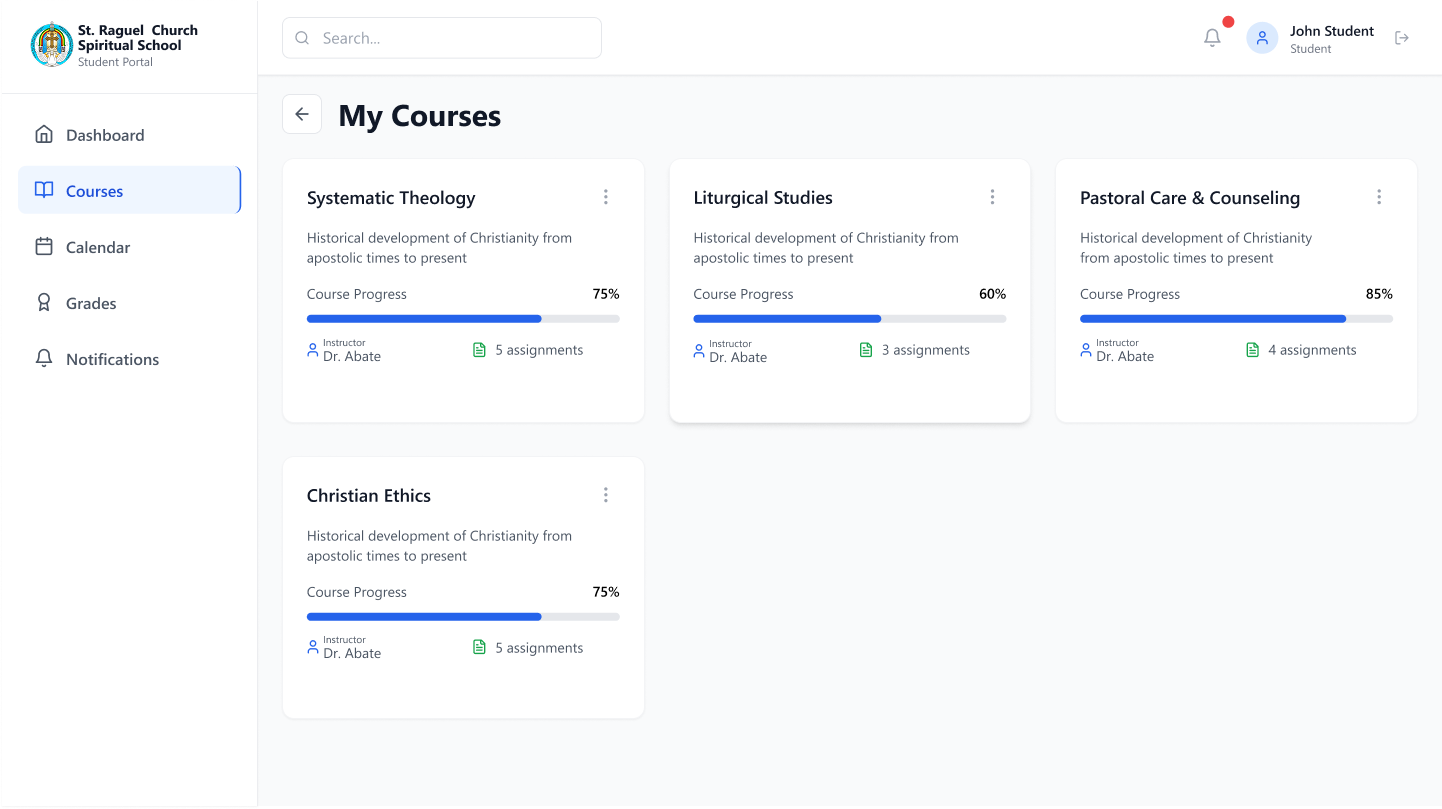 St. Raguel  Church
Spiritual School
Student Portal
Search...
John Student
Student
Dashboard
Courses
Calendar
Grades
Notifications
My Courses
Systematic Theology
Historical development of Christianity from
apostolic times to present
Course Progress 75%
Instructor
Dr. Abate
5 assignments
Liturgical Studies
Historical development of Christianity from
apostolic times to present
Course Progress 60%
Instructor
Dr. Abate
3 assignments
Pastoral Care & Counseling
Historical development of Christianity
from apostolic times to present
Course Progress 85%
Instructor
Dr. Abate
4 assignments
Christian Ethics
Historical development of Christianity from
apostolic times to present
Course Progress 75%
Instructor
Dr. Abate
5 assignments